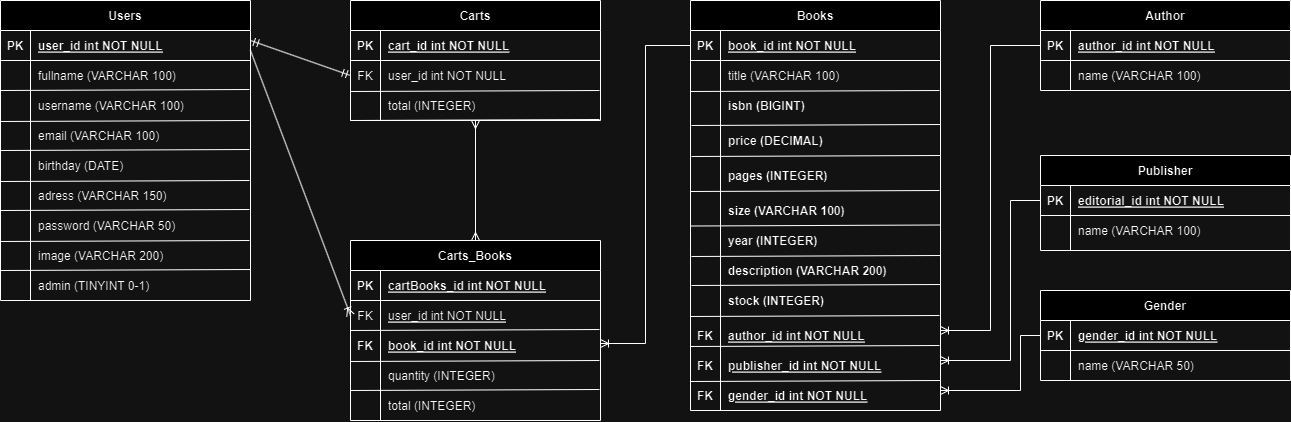 Users
PK user_id int NOT NULL
fullname (VARCHAR 100)
username (VARCHAR 100)
email (VARCHAR 100)
birthday (DATE)
adress (VARCHAR 150)
password (VARCHAR 50)
image (VARCHAR 200)
admin (TINYINT 0-1)
Carts
PK cart_id int NOT NULL
FK user_id int NOT NULL
total (INTEGER)
Carts_Books
PK cartBooks_id int NOT NULL
FK user_id int NOT NULL
FK book_id int NOT NULL
quantity (INTEGER)
total (INTEGER)
Books
PK book_id int NOT NULL
title (VARCHAR 100)
isbn (BIGINT)
price (DECIMAL)
pages (INTEGER)
size (VARCHAR 100)
year (INTEGER)
description (VARCHAR 200)
stock (INTEGER)
FK author_id int NOT NULL
FK publisher_id int NOT NULL
FK gender_id int NOT NULL
Author
PK author_id int NOT NULL
name (VARCHAR 100)
Publisher
PK editorial_id int NOT NULL
name (VARCHAR 100)
Gender
PK gender_id int NOT NULL
name (VARCHAR 50)